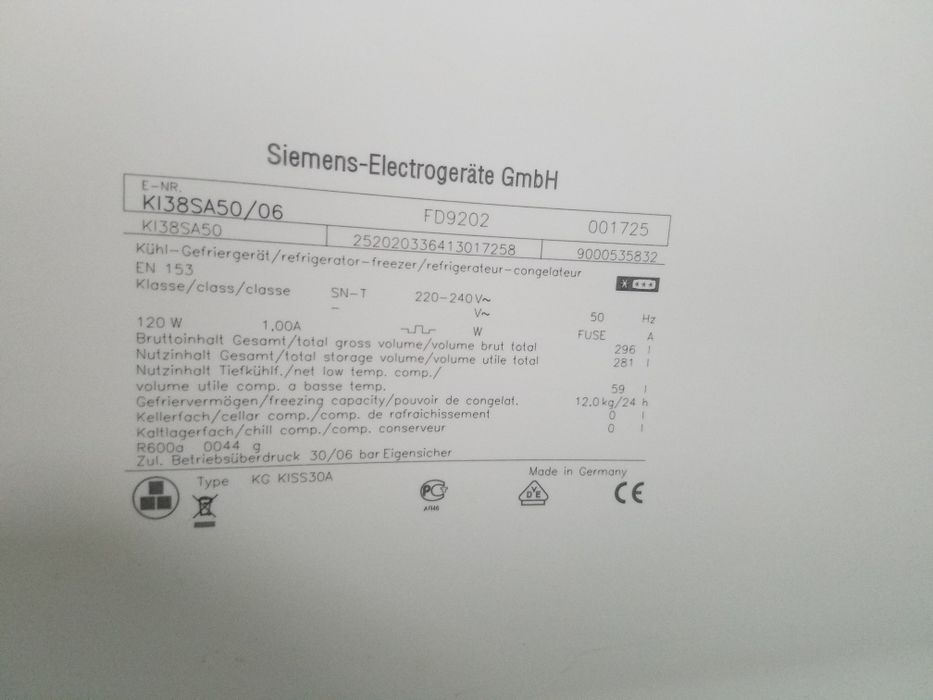 Siemens-Electrogeräte GmbH
E-NR.
KI38SA50/06 FD9202 001725
KI38SA50 252020336413017258 9000535832
Kühl-Gefriergerät/refrigerator-freezer/refrigerateur-congelateur
EN 153
Klasse/class/classe SN-T 220-240V~ 50 Hz
- V~
120 W 1,00A W FUSE A
Bruttoinhalt Gesamt/total gross volume/volume brut total 296 l
Nutzinhalt Gesamt/total storage volume/volume utile total 281 l
Nutzinhalt Tiefkühlf./net low temp. comp./
volume utile comp. a basse temp. 59 l
Gefriervermögen/freezing capacity/pouvoir de congelat. 12.0kg/24 h
Kellerfach/cellar comp./comp. de rafraichissement 0 l
Kaltlagerfach/chill comp./comp. conserveur 0 l
R600a 0044 g
Zul. Betriebsüberdruck 30/06 bar Eigensicher
Made in Germany
Type KG KISS30A
PC VDE CE